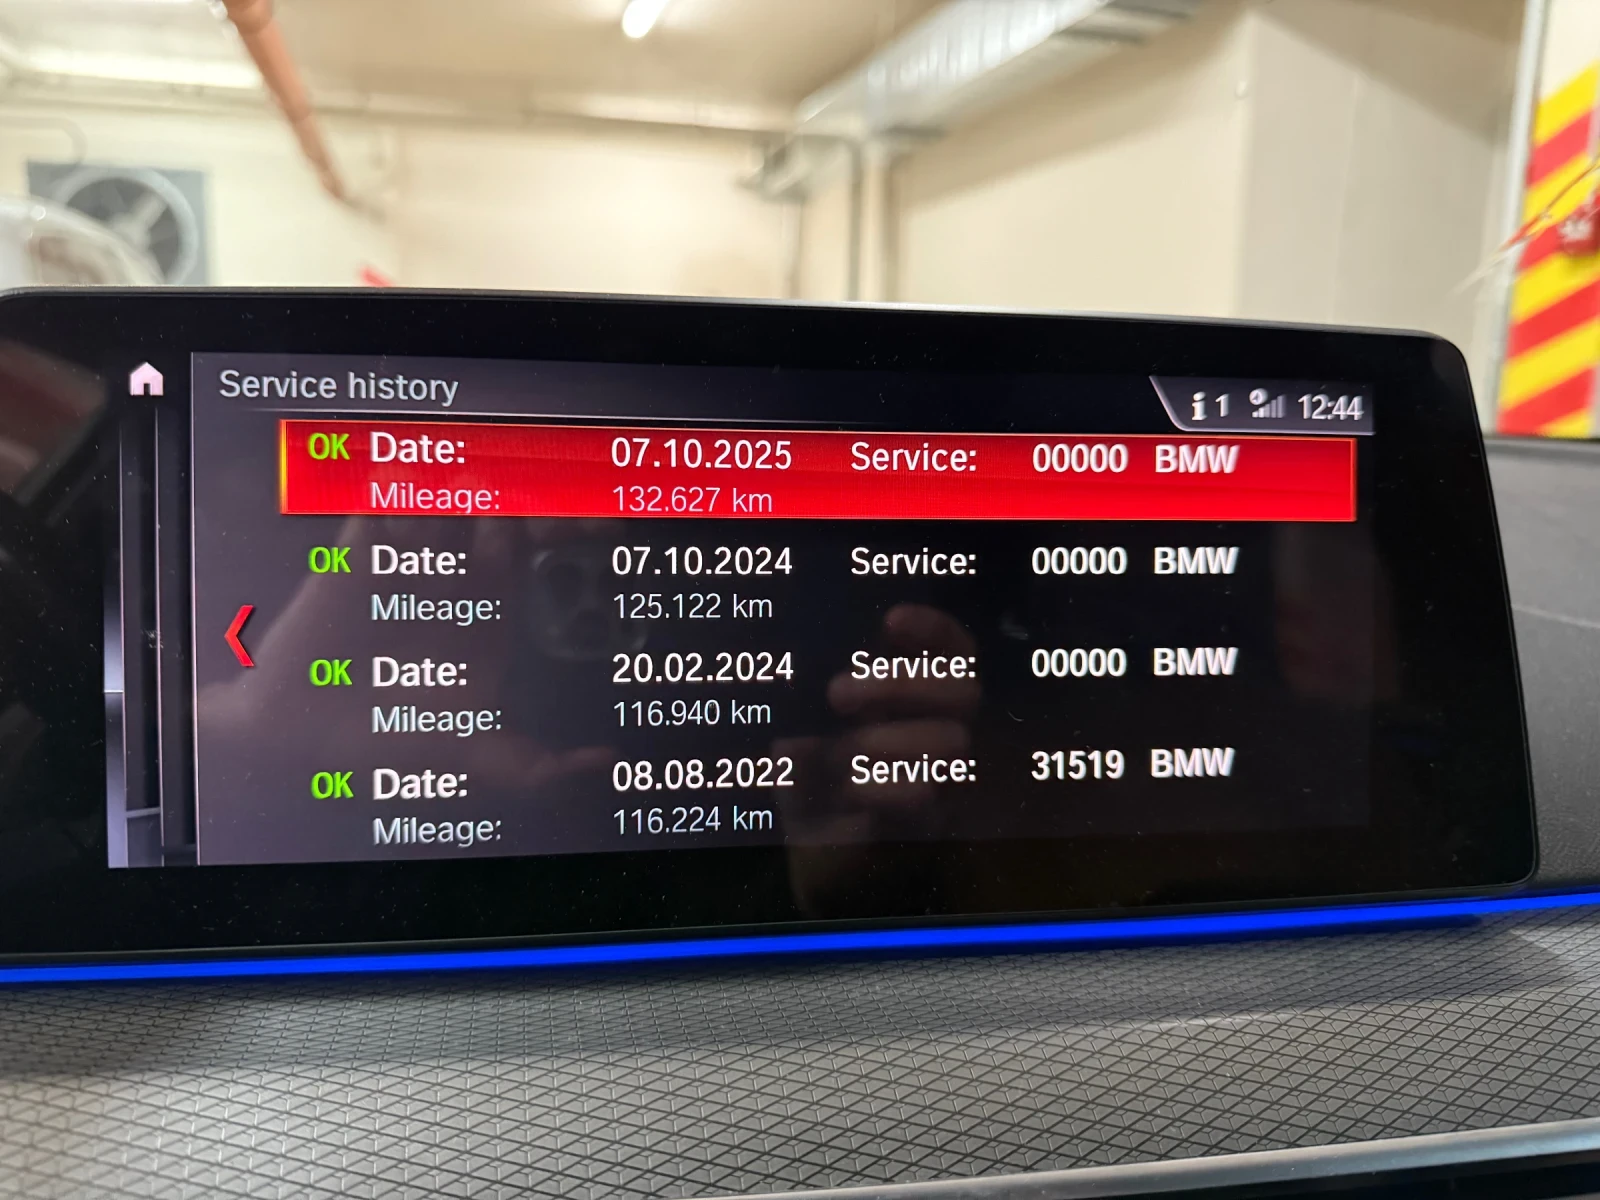 Service history
i 1 12:44
OK Date: 07.10.2025 Service: 00000 BMW
Mileage: 132.627 km
OK Date: 07.10.2024 Service: 00000 BMW
Mileage: 125.122 km
OK Date: 20.02.2024 Service: 00000 BMW
Mileage: 116.940 km
OK Date: 08.08.2022 Service: 31519 BMW
Mileage: 116.224 km